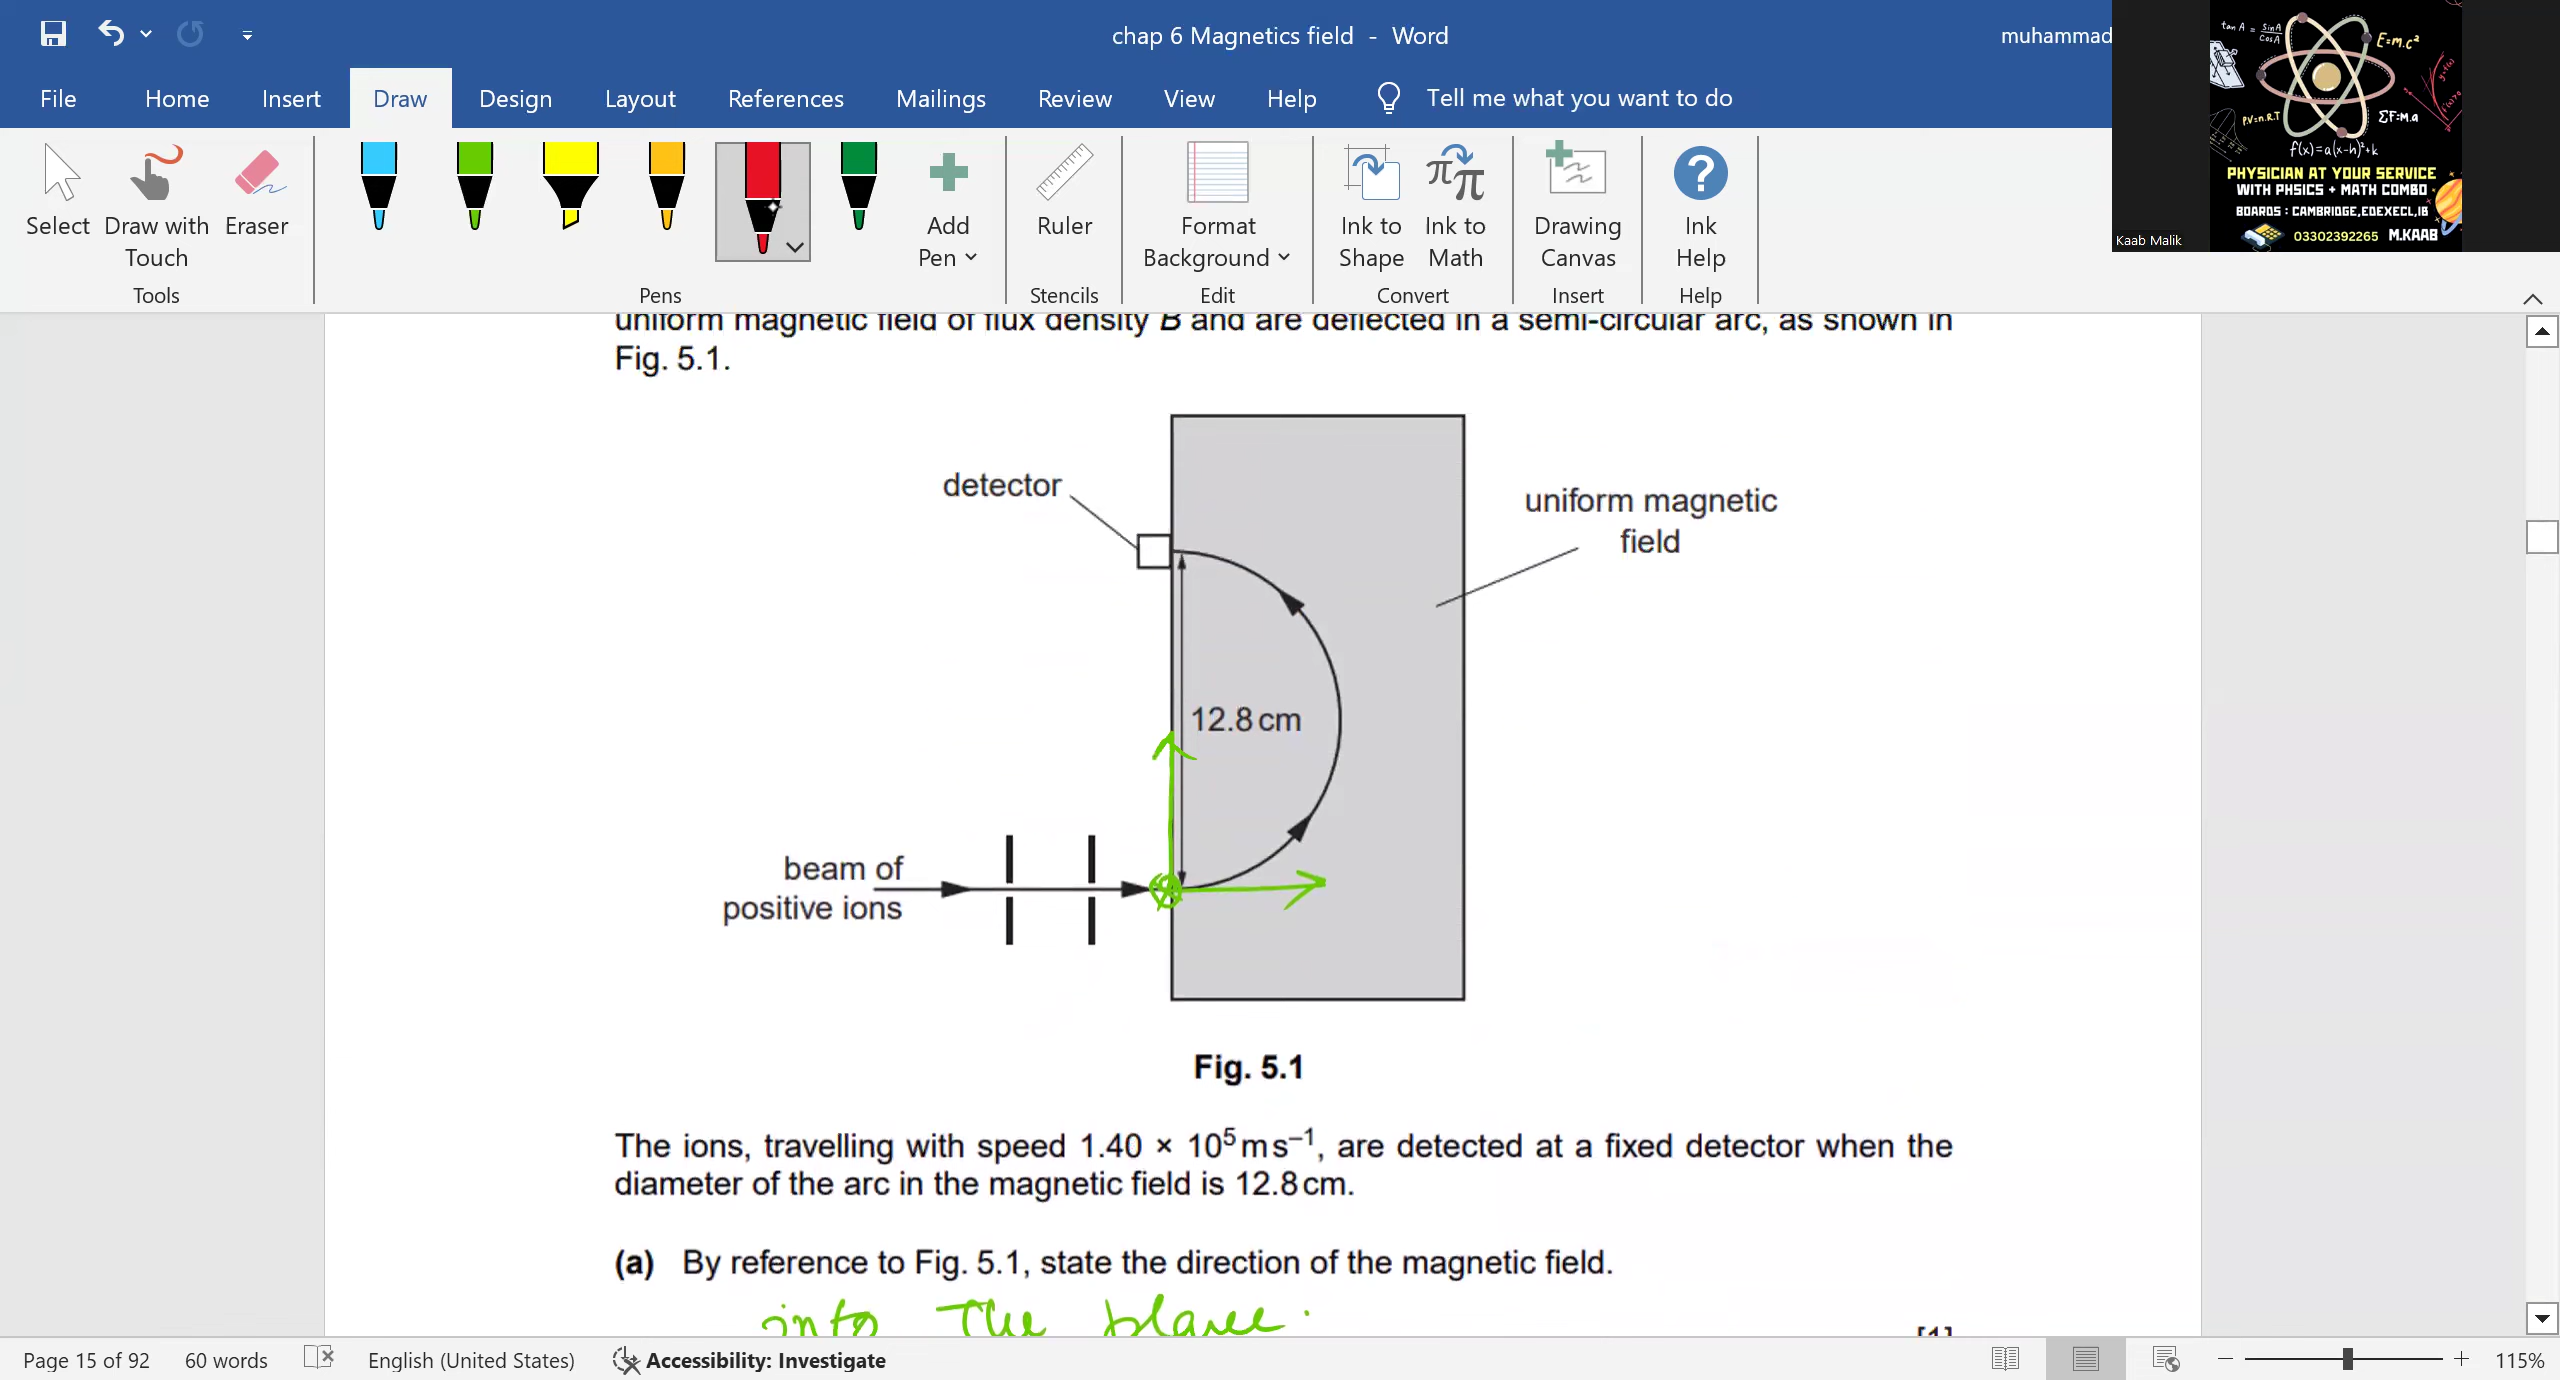 chap 6 Magnetics field - Word
muhammad
File Home Insert Draw Design Layout References Mailings Review View Help Tell me what you want to do
Select
Draw with Touch
Eraser
Add Pen
Ruler
Format Background
Ink to Shape
Ink to Math
Drawing Canvas
Ink Help
Tools
Pens
Stencils
Edit
Convert
Insert
Help
tan A = SinA / CosA
E=m.c²
P.V=n.R.T
ΣF=M.a
f(x)=a(x-h)²+k
PHYSICIAN AT YOUR SERVICE
WITH PHSICS + MATH COMBO
BOARDS : CAMBRIDGE,EDEXECL,IB
03302392265 M.KAAB
Kaab Malik
uniform magnetic field of flux density B and are deflected in a semi-circular arc, as shown in
Fig. 5.1.
detector
uniform magnetic
field
12.8 cm
beam of
positive ions
Fig. 5.1
The ions, travelling with speed 1.40 × 10⁵ m s⁻¹, are detected at a fixed detector when the
diameter of the arc in the magnetic field is 12.8 cm.
(a) By reference to Fig. 5.1, state the direction of the magnetic field.
into The plane.
[1]
Page 15 of 92
60 words
English (United States)
Accessibility: Investigate
115%